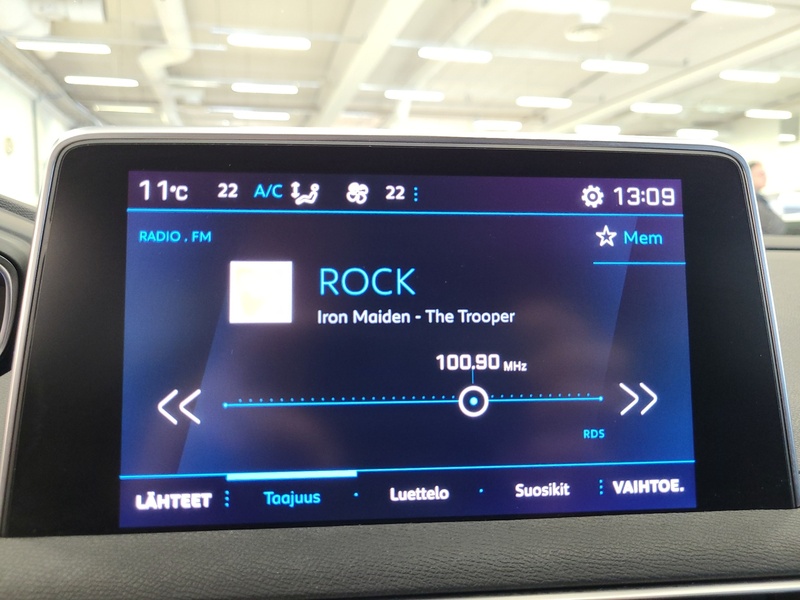 11°C 22 A/C 22 13:09
RADIO . FM
Mem
ROCK
Iron Maiden - The Trooper
100.90 MHz
RDS
LÄHTEET Taajuus Luettelo Suosikit VAIHTOE.